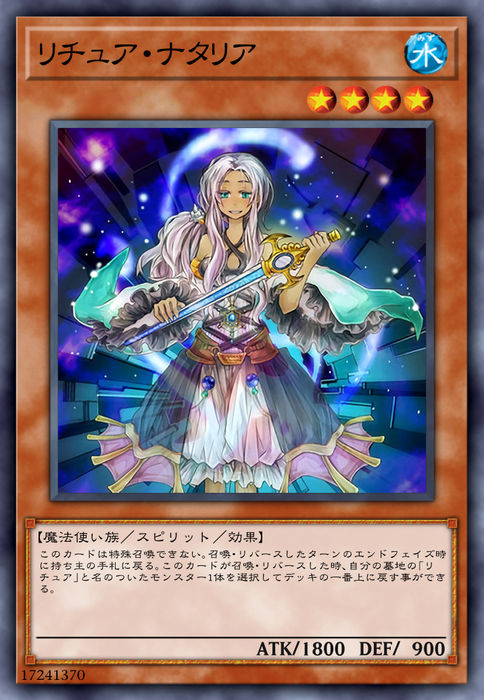 リチュア・ナタリア
みず
水
【魔法使い族／スピリット／効果】
このカードは特殊召喚できない。召喚・リバースしたターンのエンドフェイズ時
に持ち主の手札に戻る。このカードが召喚・リバースした時、自分の墓地の「リ
チュア」と名のついたモンスター1体を選択してデッキの一番上に戻す事ができ
る。
ATK/1800 DEF/ 900
17241370